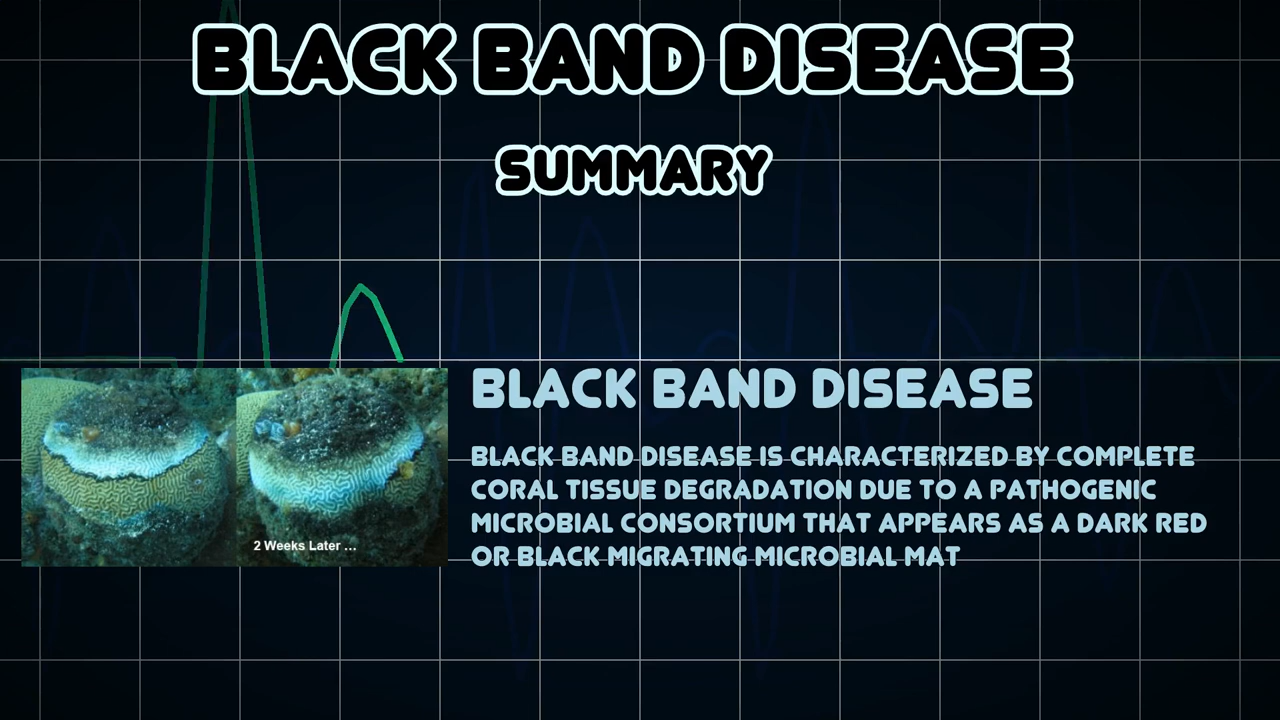 BLACK BAND DISEASE
SUMMARY
BLACK BAND DISEASE
BLACK BAND DISEASE IS CHARACTERIZED BY COMPLETE
CORAL TISSUE DEGRADATION DUE TO A PATHOGENIC
MICROBIAL CONSORTIUM THAT APPEARS AS A DARK RED
OR BLACK MIGRATING MICROBIAL MAT
2 Weeks Later ...